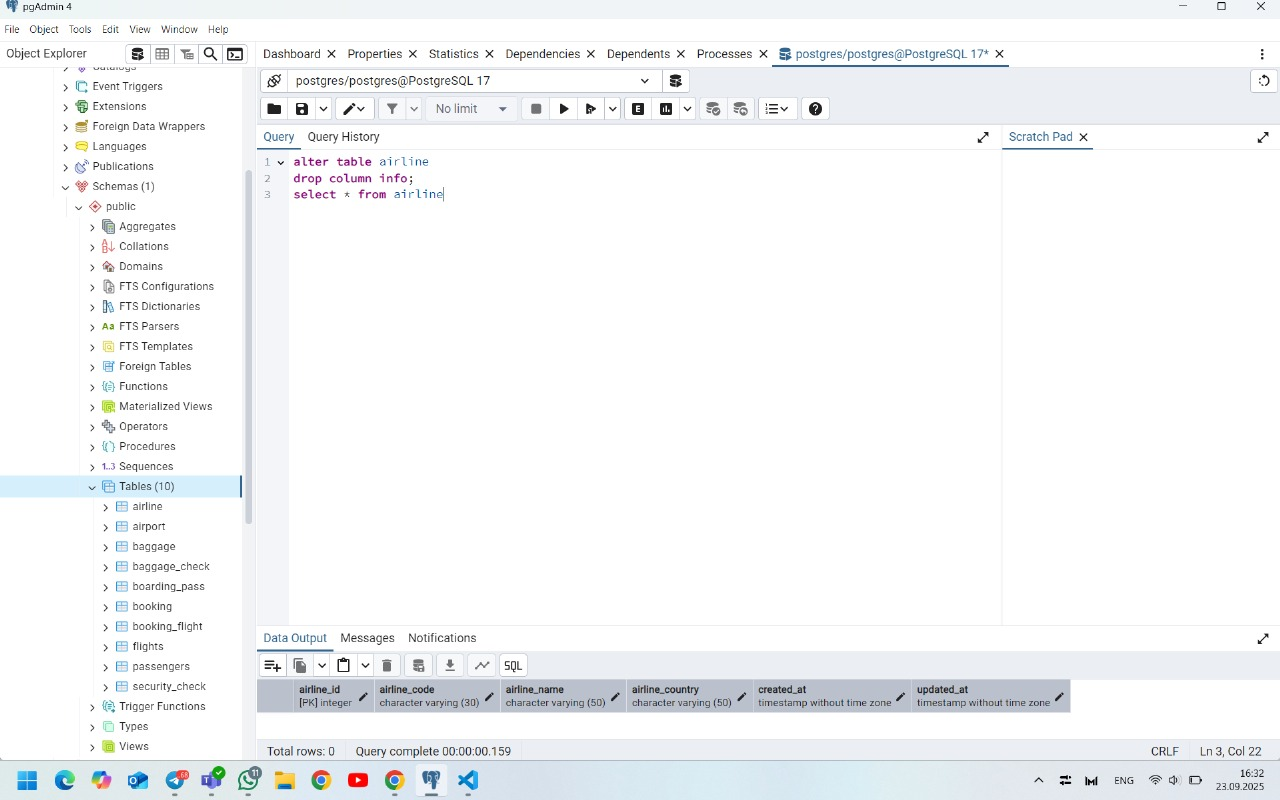 pgAdmin 4
File Object Tools Edit View Window Help
Object Explorer
Dashboard Properties Statistics Dependencies Dependents Processes postgres/postgres@PostgreSQL 17*
Catalogs
Event Triggers
Extensions
Foreign Data Wrappers
Languages
Publications
Schemas (1)
public
Aggregates
Collations
Domains
FTS Configurations
FTS Dictionaries
Aa FTS Parsers
FTS Templates
Foreign Tables
Functions
Materialized Views
Operators
Procedures
1..3 Sequences
Tables (10)
airline
airport
baggage
baggage_check
boarding_pass
booking
booking_flight
flights
passengers
security_check
Trigger Functions
Types
Views
postgres/postgres@PostgreSQL 17
No limit
E
Query Query History
Scratch Pad
1 alter table airline
2 drop column info;
3 select * from airline
Data Output Messages Notifications
SQL
airline_id airline_code airline_name airline_country created_at updated_at
[PK] integer character varying (30) character varying (50) character varying (50) timestamp without time zone timestamp without time zone
Total rows: 0 Query complete 00:00:00.159
CRLF Ln 3, Col 22
68
11
ENG
16:32
23.09.2025